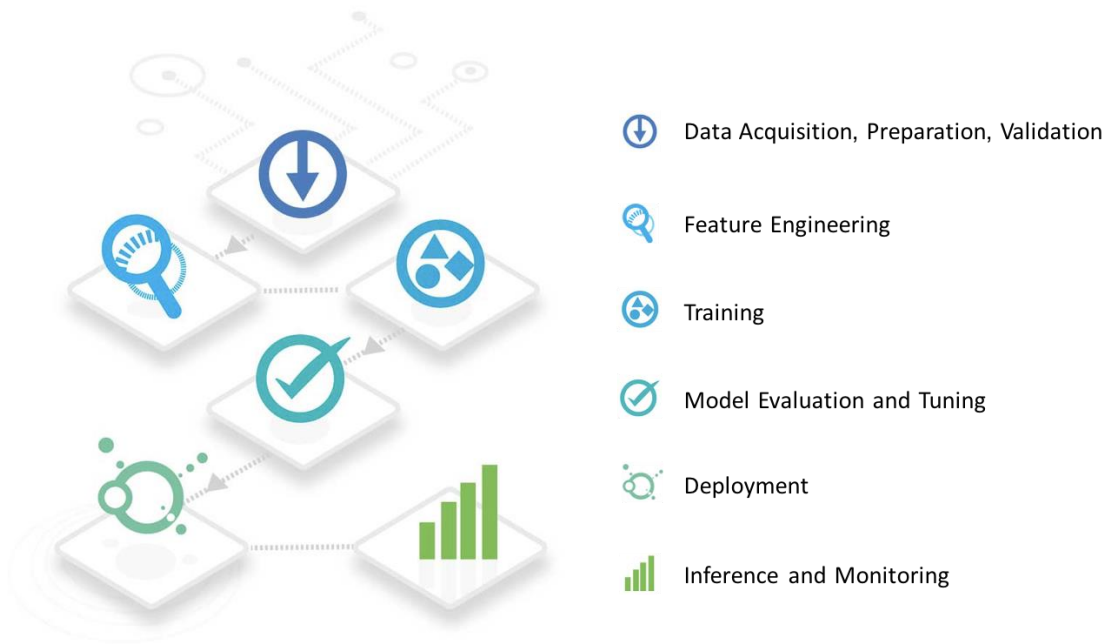 Data Acquisition, Preparation, Validation
Feature Engineering
Training
Model Evaluation and Tuning
Deployment
Inference and Monitoring